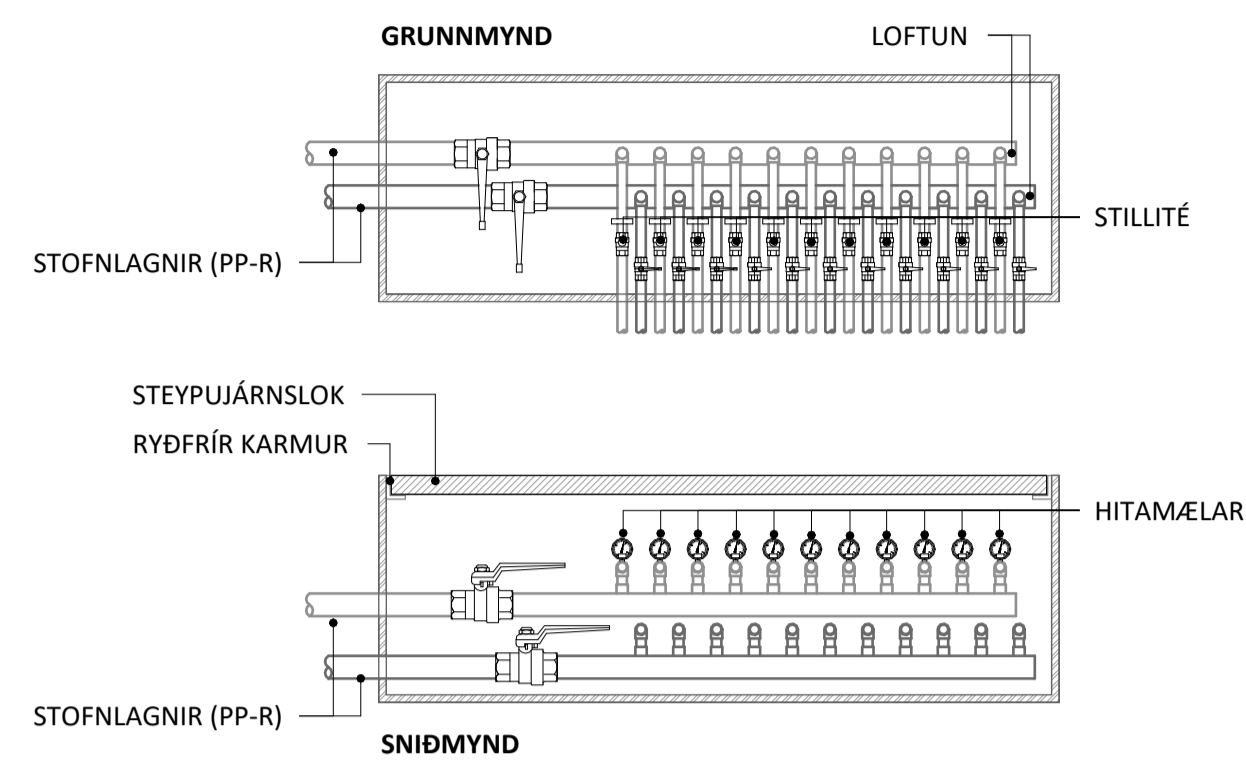 GRUNNMYND
LOFTUN
STILLITÉ
STOFNLAGNIR (PP-R)
STEYPUJÁRNSLOK
RYÐFRÍR KARMUR
HITAMÆLAR
STOFNLAGNIR (PP-R)
SNIÐMYND